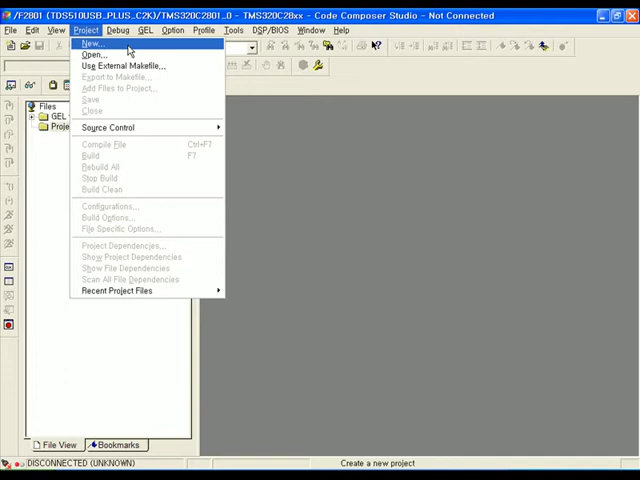 /F2801 (TDS510USB_PLUS_C2K)/TMS320C2801_0 - TMS320C28xx - Code Composer Studio - Not Connected
File Edit View Project Debug GEL Option Profile Tools DSP/BIOS Window Help
New...
Open...
Use External Makefile...
Export to Makefile...
Add Files to Project...
Save
Close
Source Control
Compile File Ctrl+F7
Build F7
Rebuild All
Stop Build
Build Clean
Configurations...
Build Options...
File Specific Options...
Project Dependencies...
Show Project Dependencies
Show File Dependencies
Scan All File Dependencies
Recent Project Files
Files
GEL
Proje
File View Bookmarks
DISCONNECTED (UNKNOWN) Create a new project